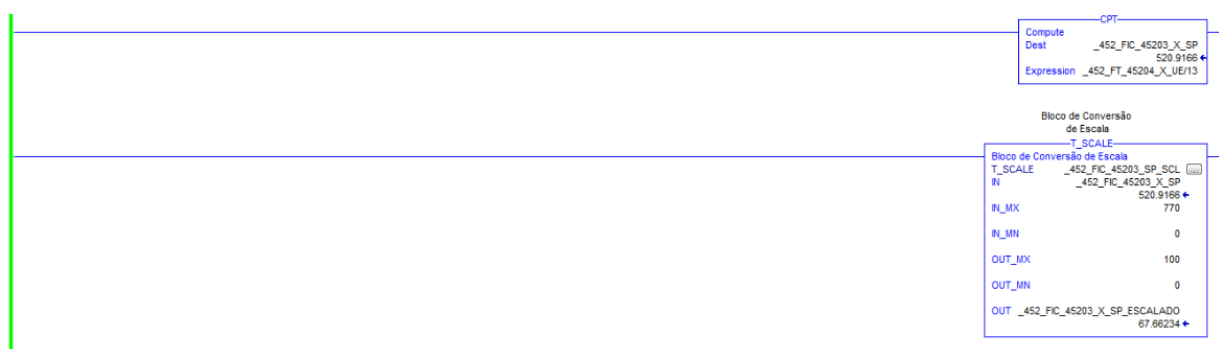 CPT
Compute
Dest _452_FIC_45203_X_SP
520.9166
Expression _452_FT_45204_X_UE/13
Bloco de Conversão
de Escala
T_SCALE
Bloco de Conversão de Escala
T_SCALE _452_FIC_45203_SP_SCL ...
IN _452_FIC_45203_X_SP
520.9166
IN_MX 770
IN_MN 0
OUT_MX 100
OUT_MN 0
OUT _452_FIC_45203_X_SP_ESCALADO
67.66234